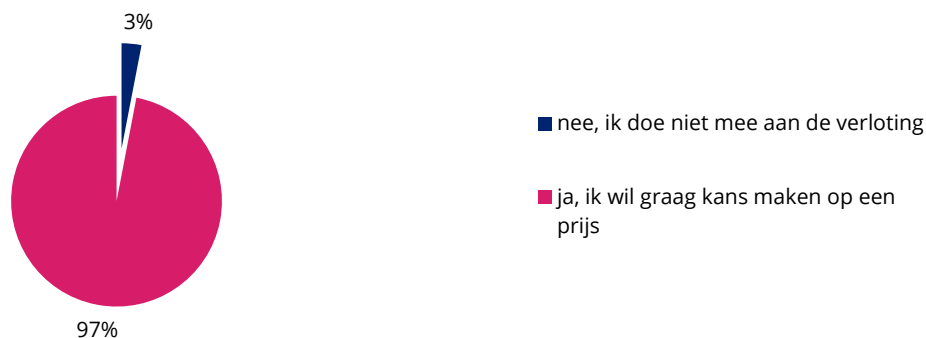 3%
nee, ik doe niet mee aan de verloting
ja, ik wil graag kans maken op een
prijs
97%